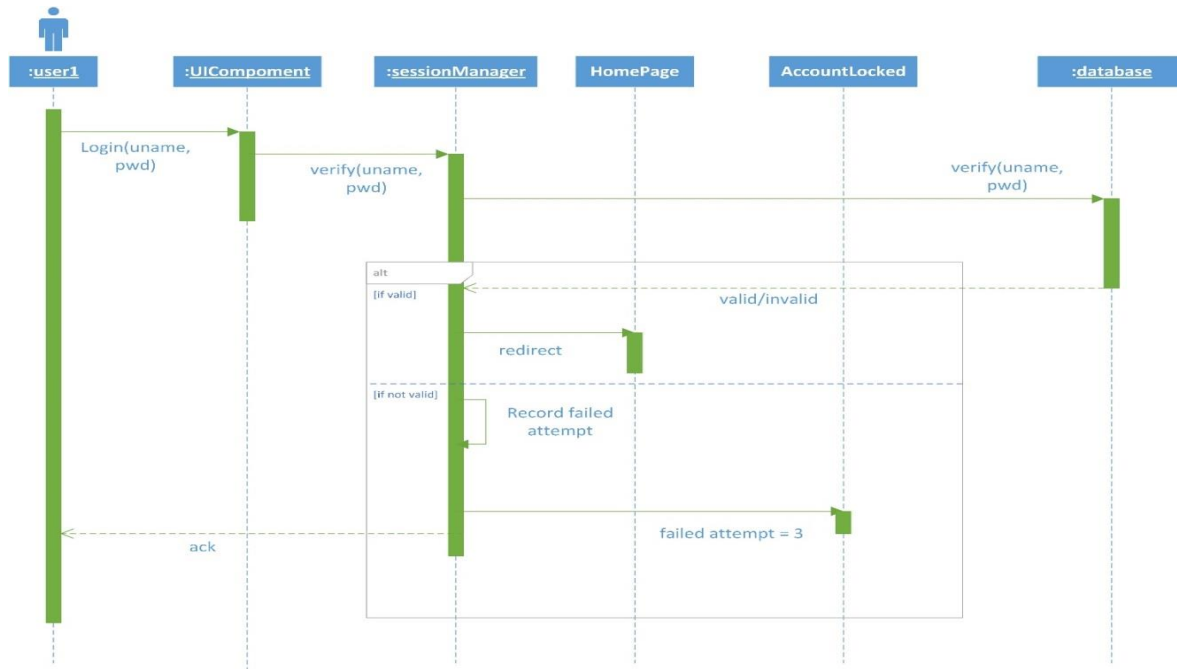 :user1
:UICompoment
:sessionManager
HomePage
AccountLocked
:database
Login(uname,
pwd)
verify(uname,
pwd)
verify(uname,
pwd)
alt
[if valid]
valid/invalid
redirect
[if not valid]
Record failed
attempt
failed attempt = 3
ack